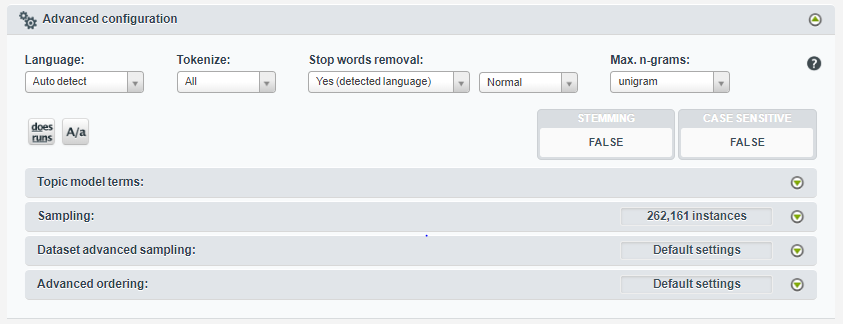 Advanced configuration
Language: Tokenize: Stop words removal: Max. n-grams:
Auto detect All Yes (detected language) Normal unigram
?
does
runs
A/a
STEMMING CASE SENSITIVE
FALSE FALSE
Topic model terms:
Sampling: 262,161 instances
Dataset advanced sampling: Default settings
Advanced ordering: Default settings